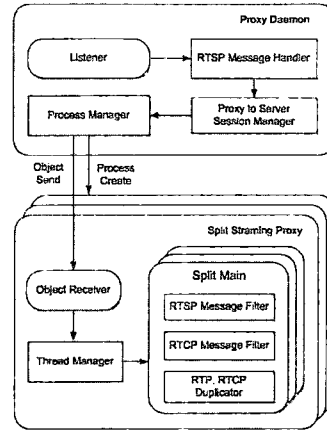 Proxy Daemon
Listener
RTSP Message Handler
Process Manager
Proxy to Server
Session Manager
Object
Send
Process
Create
Split Straming Proxy
Split Main
Object Receiver
RTSP Message Filter
RTCP Message Filter
Thread Manager
RTP, RTCP
Duplicator